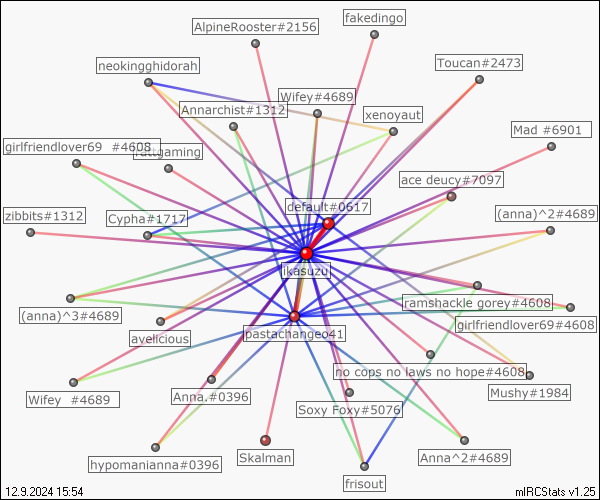 fakedingo
AlpineRooster#2156
neokingghidorah
Toucan#2473
Wifey#4689
Annarchist#1312
xenoyaut
Mad #6901
girlfriendlover69 #4608
rattgaming
ace deucy#7097
default#0617
zibbits#1312
Cypha#1717
(anna)^2#4689
ikasuzu
ramshackle gorey#4608
(anna)^3#4689
girlfriendlover69#4608
avelicious
pastachangeo41
no cops no laws no hope#4608
Wifey #4689
Anna.#0396
Mushy#1984
Soxy Foxy#5076
hypomanianna#0396
Skalman
Anna^2#4689
frisout
12.9.2024 15:54
mIRCStats v1.25